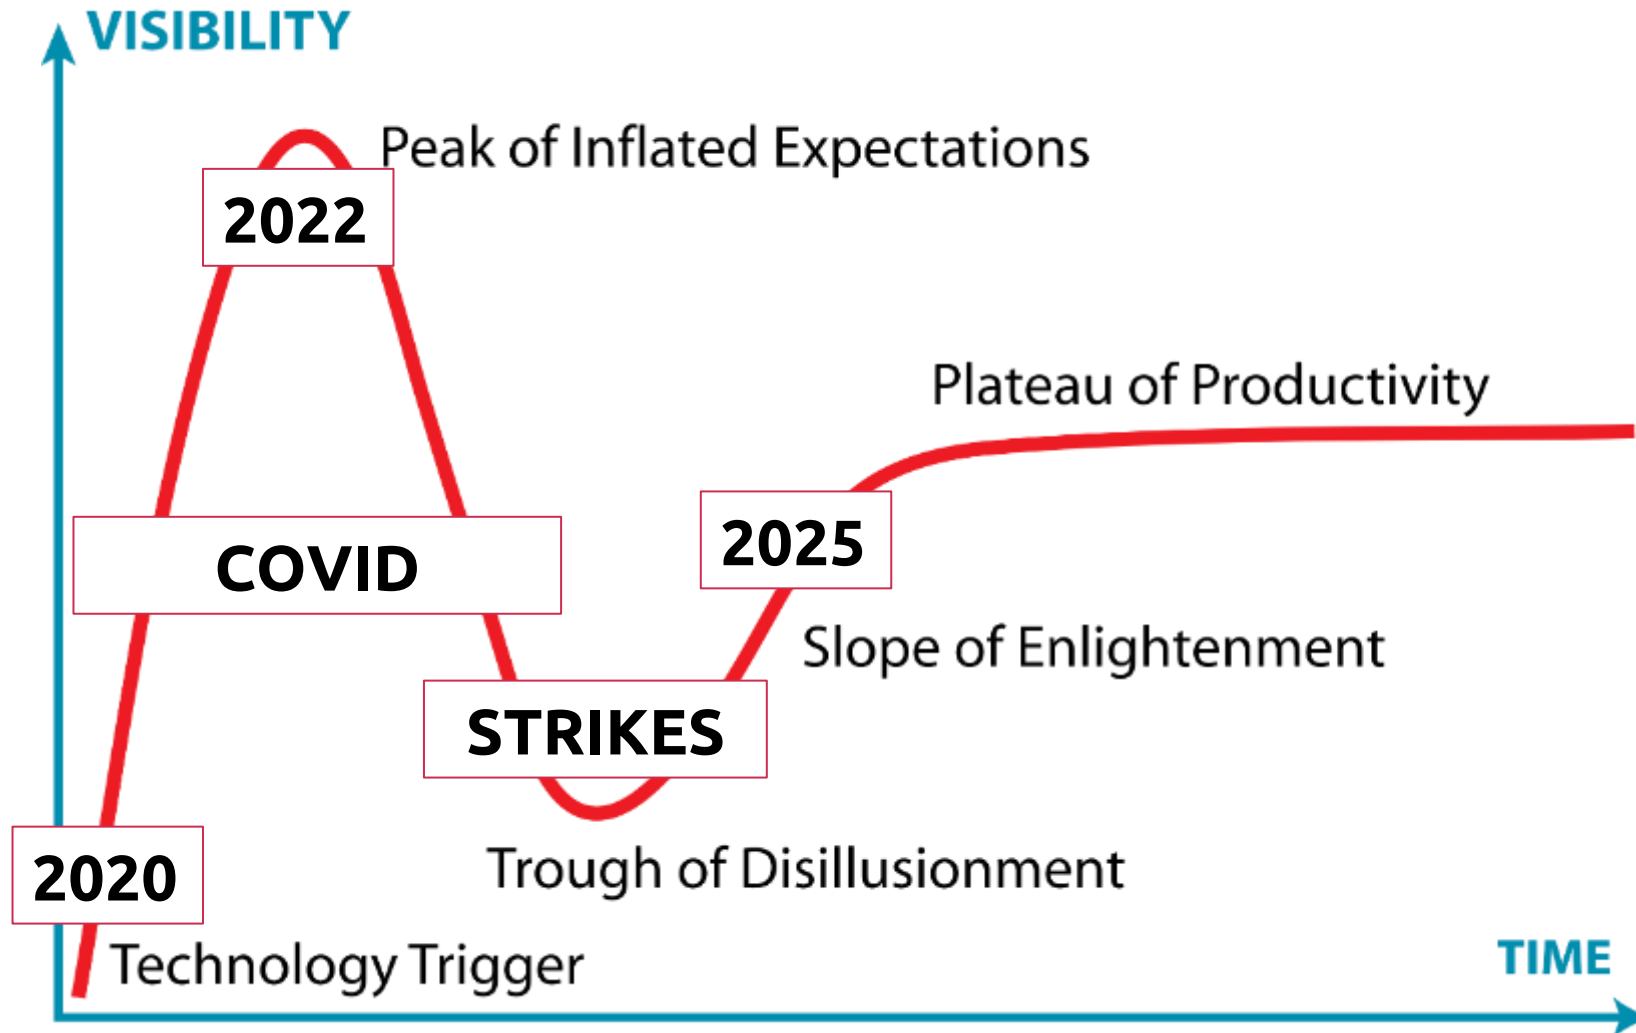 VISIBILITY
Peak of Inflated Expectations
2022
Plateau of Productivity
2025
COVID
Slope of Enlightenment
STRIKES
2020
Trough of Disillusionment
Technology Trigger
TIME